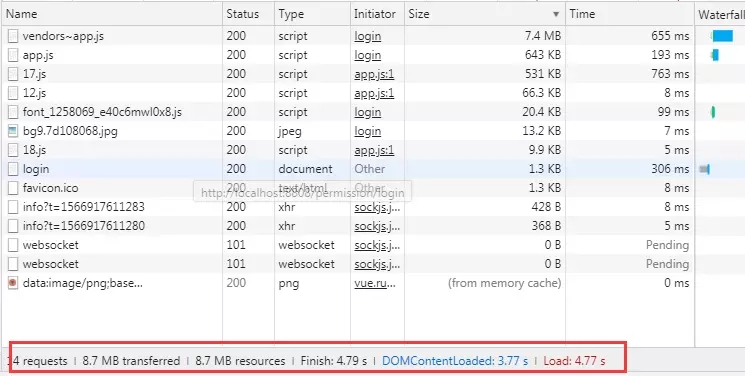 Name Status Type Initiator Size Time Waterfall
vendors~app.js 200 script login 7.4 MB 655 ms
app.js 200 script login 643 KB 193 ms
17.js 200 script app.js:1 531 KB 763 ms
12.js 200 script app.js:1 66.3 KB 8 ms
font_1258069_e40c6mwl0x8.js 200 script login 20.4 KB 99 ms
bg9.7d108068.jpg 200 jpeg login 13.2 KB 7 ms
18.js 200 script app.js:1 9.9 KB 5 ms
login 200 document Other 1.3 KB 306 ms
favicon.ico 200 text/html Other 1.3 KB 8 ms
http://localhost:8808/permission/login
info?t=1566917611283 200 xhr sockjs.j... 428 B 8 ms
info?t=1566917611280 200 xhr sockjs.j... 368 B 5 ms
websocket 101 websocket sockjs.j... 0 B Pending
websocket 101 websocket sockjs.j... 0 B Pending
data:image/png;base... 200 png vue.ru... (from memory cache) 0 ms
14 requests | 8.7 MB transferred | 8.7 MB resources | Finish: 4.79 s | DOMContentLoaded: 3.77 s | Load: 4.77 s